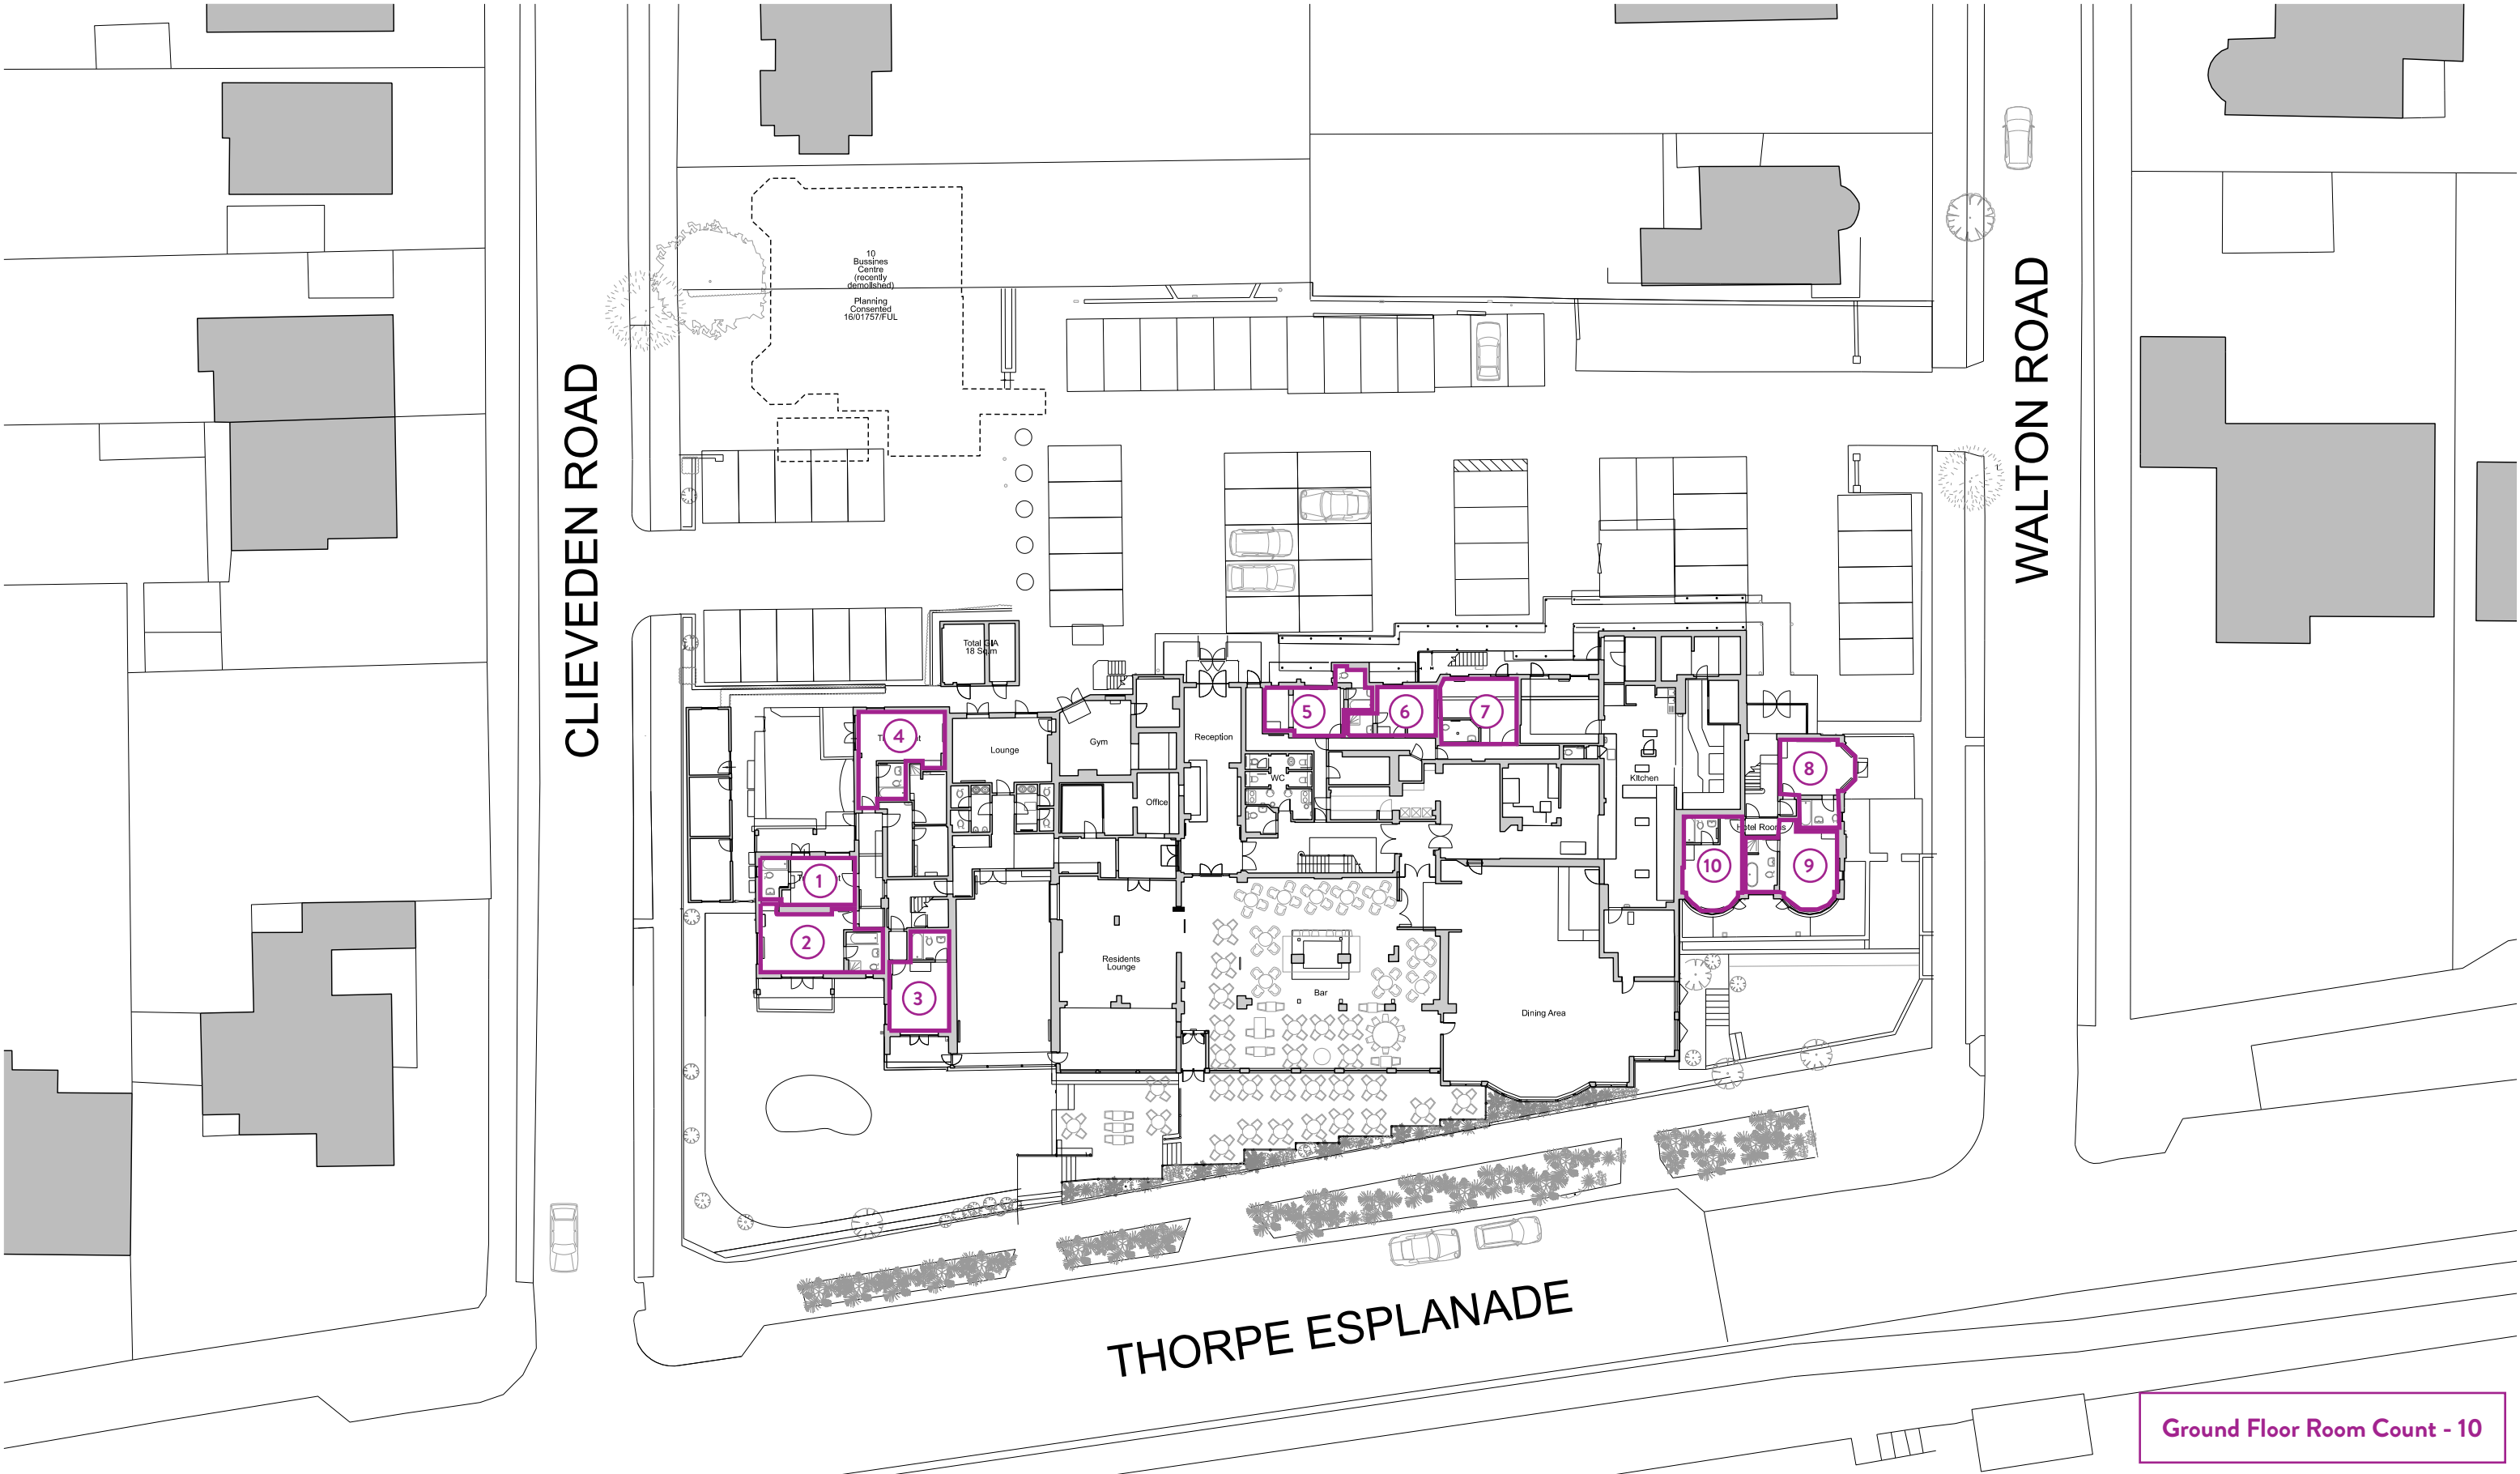 10
Bussines
Centre
(recently
demolished)
Planning
Consented
16/01757/FUL
CLIEVEDEN ROAD
WALTON ROAD
Total GIA
18 Sq.m
4
Lounge
Gym
Reception
5
6
7
8
WC
Kitchen
Office
Hotel Rooms
1
10
9
2
3
Residents
Lounge
Bar
Dining Area
THORPE ESPLANADE
Ground Floor Room Count - 10